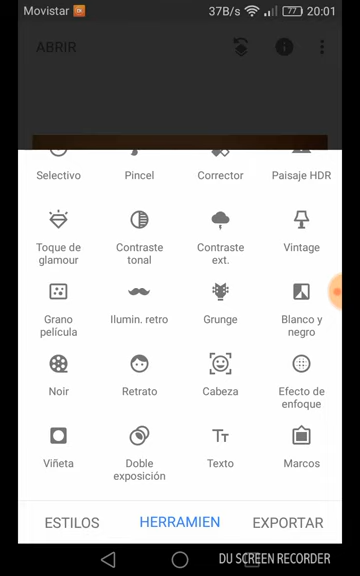 Movistar 37B/s 77 20:01
ABRIR
Selectivo Pincel Corrector Paisaje HDR
Toque de glamour Contraste tonal Contraste ext. Vintage
Grano película Ilumin. retro Grunge Blanco y negro
Noir Retrato Cabeza Efecto de enfoque
Viñeta Doble exposición Texto Marcos
Tт
ESTILOS HERRAMIEN EXPORTAR
DU SCREEN RECORDER